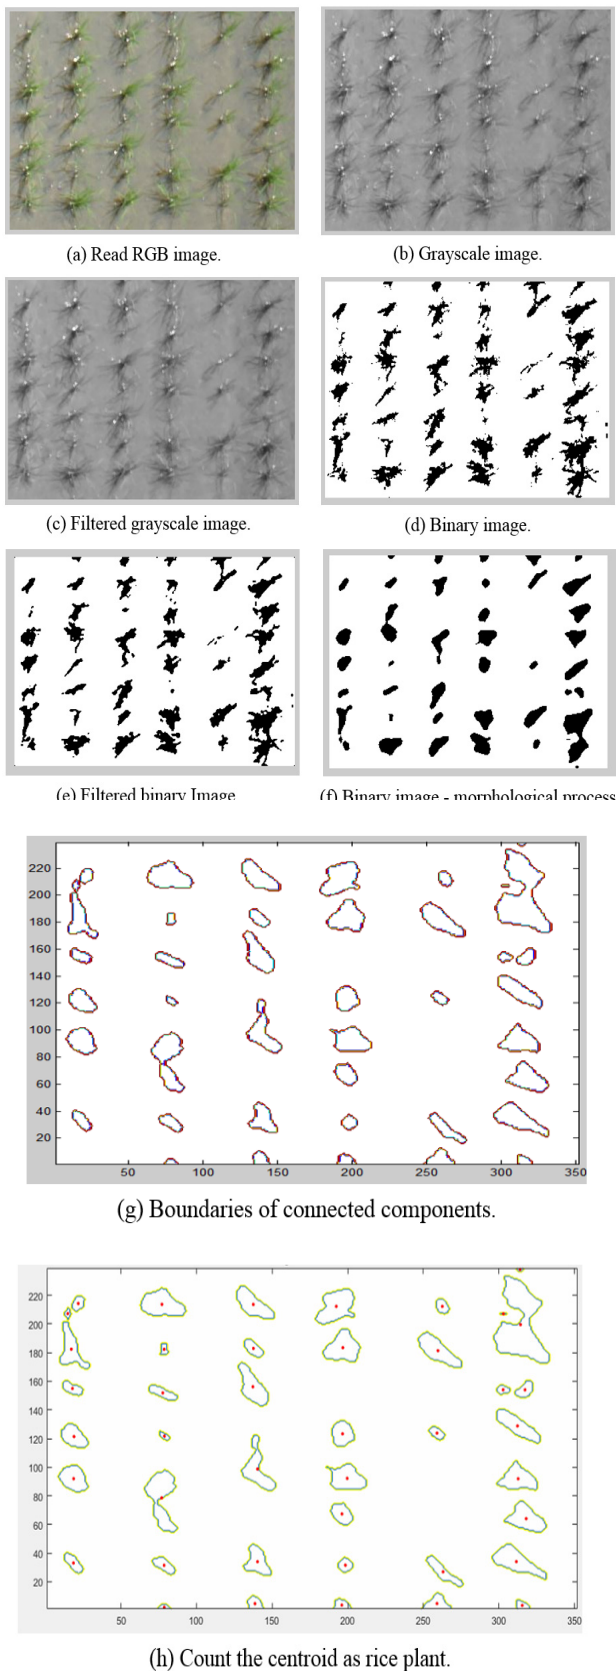 (a) Read RGB image.
(b) Grayscale image.
(c) Filtered grayscale image.
(d) Binary image.
(e) Filtered binary Image
(f) Binary image - morphological process
220
200
180
160
140
120
100
80
60
40
20
50 100 150 200 250 300 350
(g) Boundaries of connected components.
220
200
180
160
140
120
100
80
60
40
20
50 100 150 200 250 300 350
(h) Count the centroid as rice plant.